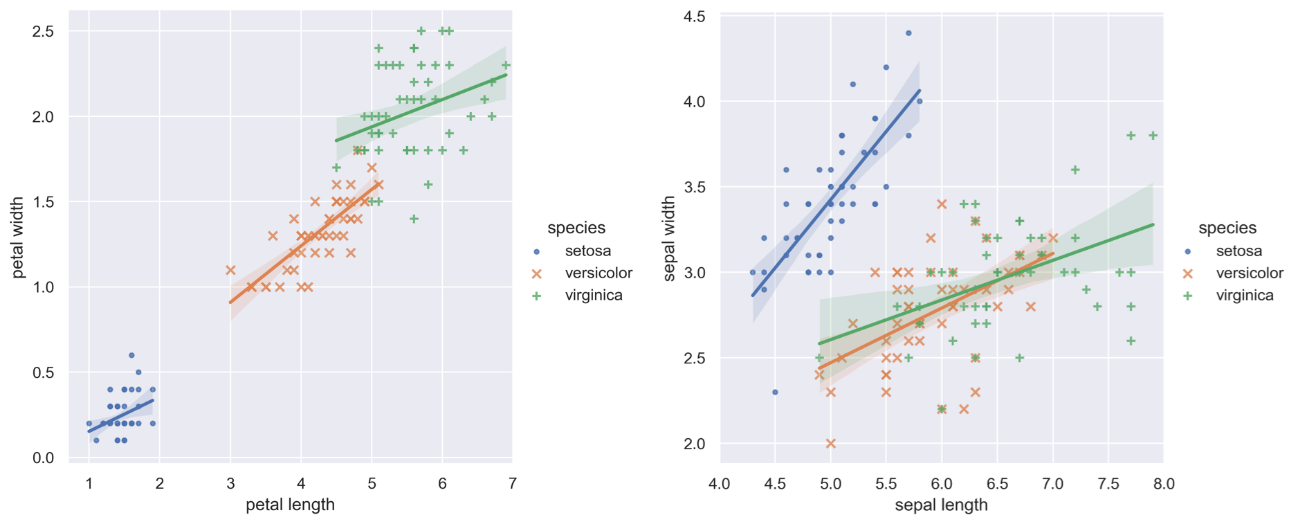 2.5
2.0
1.5
1.0
0.5
0.0
petal width
1 2 3 4 5 6 7
petal length
species
setosa
versicolor
virginica
4.5
4.0
3.5
3.0
2.5
2.0
sepal width
4.0 4.5 5.0 5.5 6.0 6.5 7.0 7.5 8.0
sepal length
species
setosa
versicolor
virginica